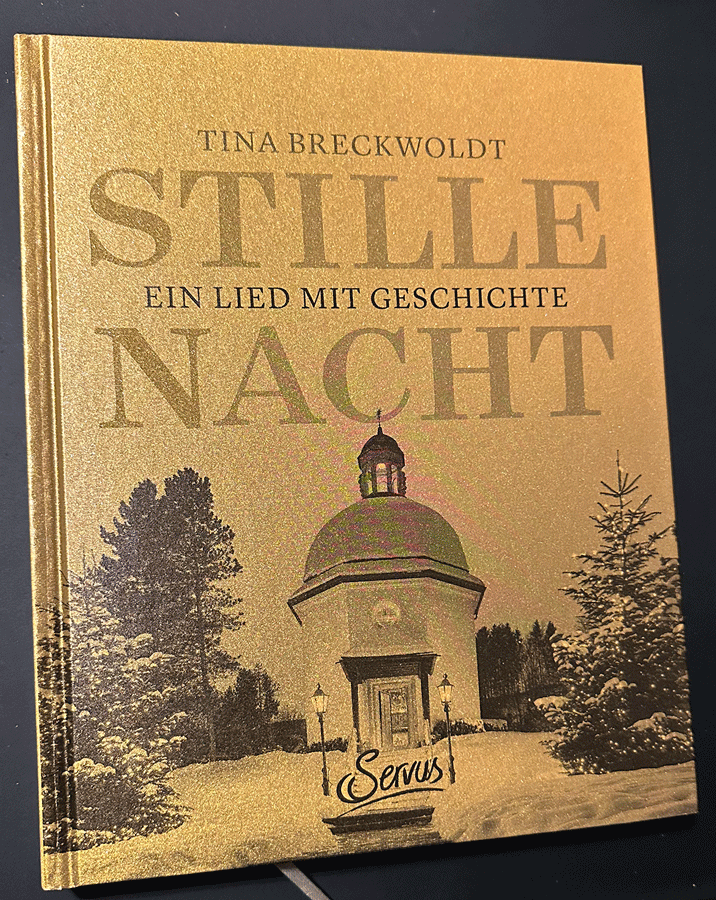 TINA BRECKWOLDT
STILLE
EIN LIED MIT GESCHICHTE
NACHT
Servus